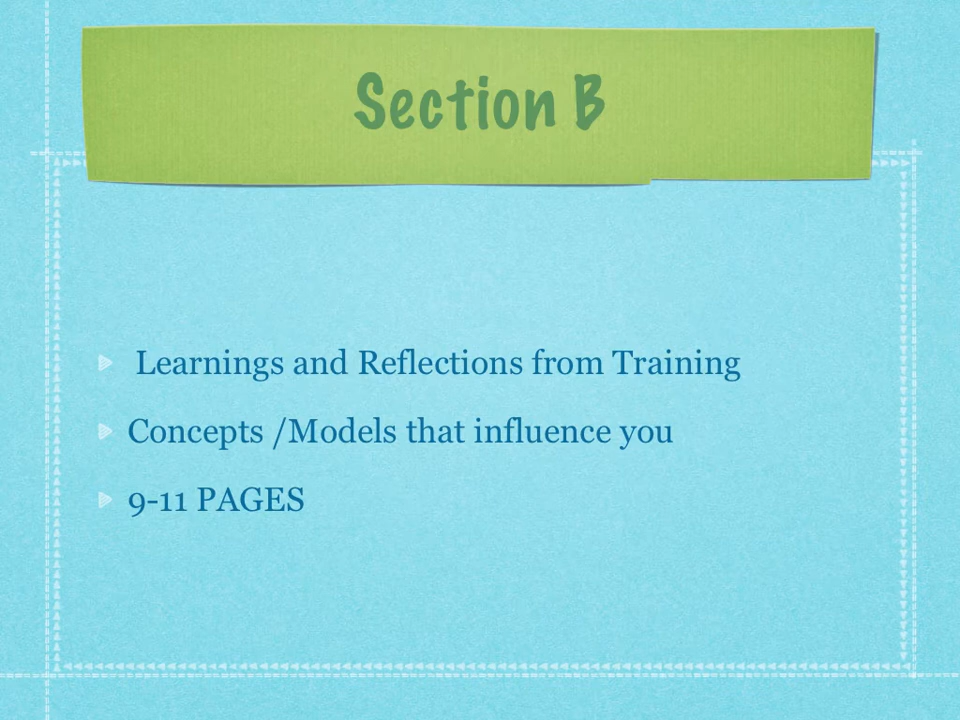 Section B
Learnings and Reflections from Training
Concepts /Models that influence you
9-11 PAGES